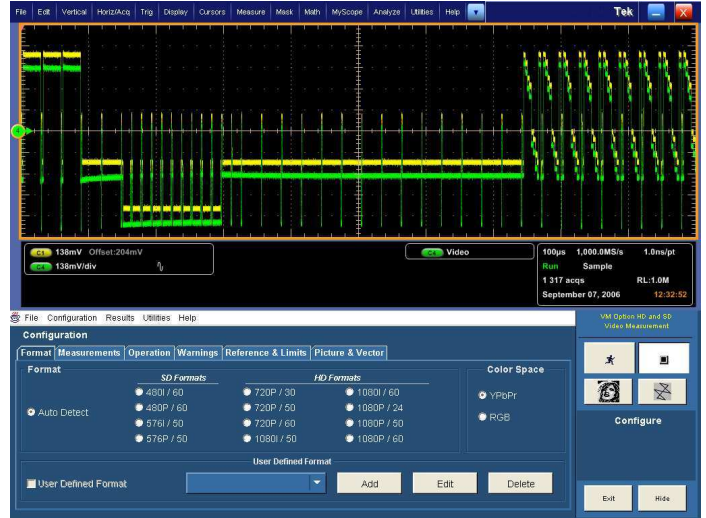 File Edit Vertical Horiz/Acq Trig Display Cursors Measure Mask Math MyScope Analyze Utilities Help Tek
C1 138mV Offset:204mV
C4 138mV/div
C4 Video
100µs 1,000.0MS/s 1.0ns/pt
Run Sample
1 317 acqs RL:1.0M
September 07, 2006 12:32:52
File Configuration Results Utilities Help
VM Option HD and SD
Video Measurement
Configuration
Format Measurements Operation Warnings Reference & Limits Picture & Vector
Format
SD Formats HD Formats
Color Space
Auto Detect
480I / 60 720P / 30 1080I / 60
480P / 60 720P / 50 1080P / 24
576I / 50 720P / 60 1080P / 50
576P / 50 1080I / 50 1080P / 60
YPbPr
RGB
Configure
User Defined Format
User Defined Format Add Edit Delete
Exit Hide